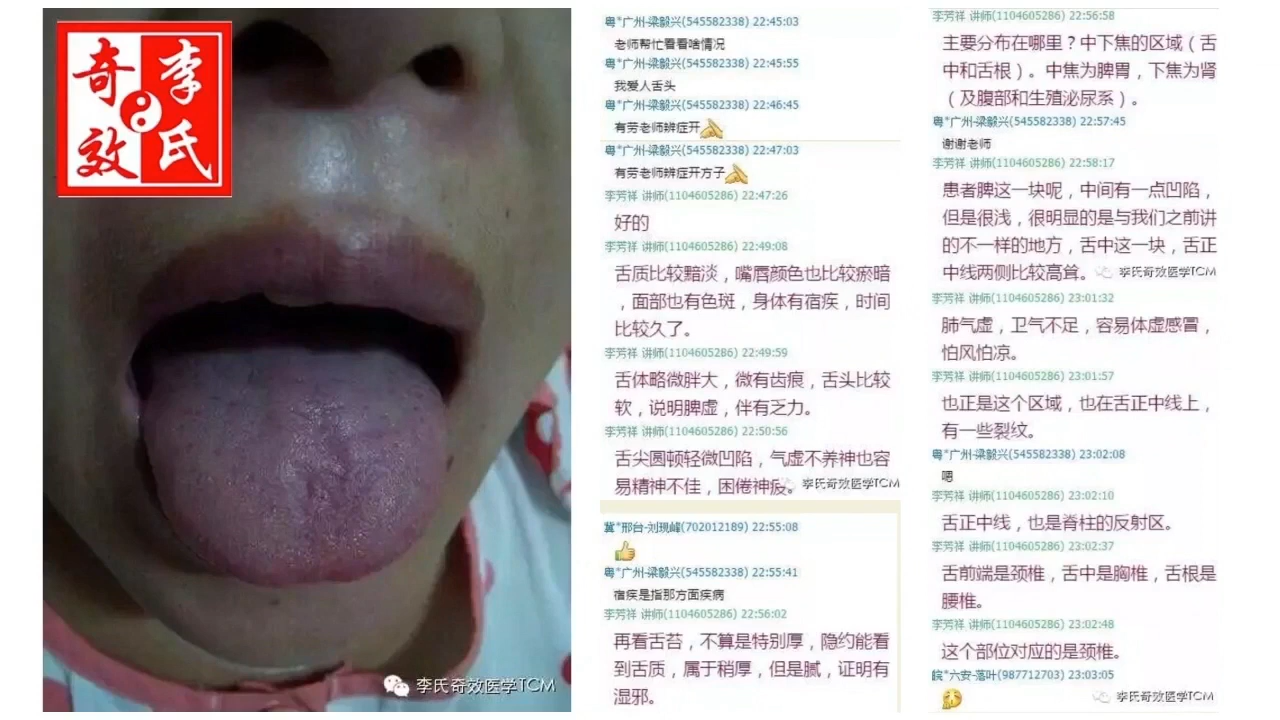 李氏
奇效
李氏奇效医学TCM
粤*广州-梁毅兴(545582338) 22:45:03
老师帮忙看看啥情况
粤*广州-梁毅兴(545582338) 22:45:55
我爱人舌头
粤*广州-梁毅兴(545582338) 22:46:45
有劳老师辨症开
粤*广州-梁毅兴(545582338) 22:47:03
有劳老师辨症开方子
李芳祥 讲师(1104605286) 22:47:26
好的
李芳祥 讲师(1104605286) 22:49:08
舌质比较黯淡，嘴唇颜色也比较瘀暗
，面部也有色斑，身体有宿疾，时间
比较久了。
李芳祥 讲师(1104605286) 22:49:59
舌体略微胖大，微有齿痕，舌头比较
软，说明脾虚，伴有乏力。
李芳祥 讲师(1104605286) 22:50:56
舌尖圆顿轻微凹陷，气虚不养神也容
易精神不佳，困倦神疲。
李氏奇效医学TCM
冀*邢台-刘现峰(702012189) 22:55:08
粤*广州-梁毅兴(545582338) 22:55:41
宿疾是指那方面疾病
李芳祥 讲师(1104605286) 22:56:02
再看舌苔，不算是特别厚，隐约能看
到舌质，属于稍厚，但是腻，证明有
湿邪。
李芳祥 讲师(1104605286) 22:56:58
主要分布在哪里？中下焦的区域（舌
中和舌根）。中焦为脾胃，下焦为肾
（及腹部和生殖泌尿系）。
粤*广州-梁毅兴(545582338) 22:57:45
谢谢老师
李芳祥 讲师(1104605286) 22:58:17
患者脾这一块呢，中间有一点凹陷，
但是很浅，很明显的是与我们之前讲
的不一样的地方，舌中这一块，舌正
中线两侧比较高耸。
李氏奇效医学TCM
李芳祥 讲师(1104605286) 23:01:32
肺气虚，卫气不足，容易体虚感冒，
怕风怕凉。
李芳祥 讲师(1104605286) 23:01:57
也正是这个区域，也在舌正中线上，
有一些裂纹。
粤*广州-梁毅兴(545582338) 23:02:08
嗯
李芳祥 讲师(1104605286) 23:02:10
舌正中线，也是脊柱的反射区。
李芳祥 讲师(1104605286) 23:02:37
舌前端是颈椎，舌中是胸椎，舌根是
腰椎。
李芳祥 讲师(1104605286) 23:02:48
这个部位对应的是颈椎。
皖*六安-落叶(987712703) 23:03:05
李氏奇效医学TCM